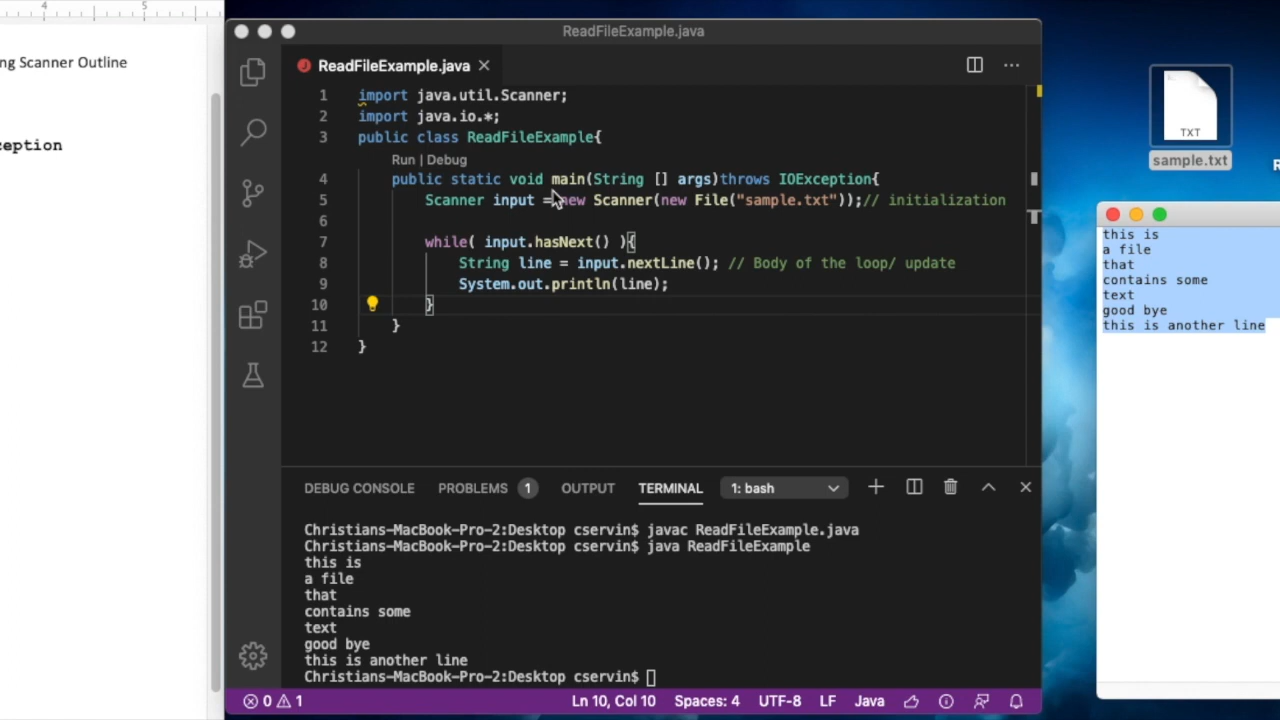 4
5
ng Scanner Outline
ception
ReadFileExample.java
ReadFileExample.java
1 import java.util.Scanner;
2 import java.io.*;
3 public class ReadFileExample{
Run | Debug
4 public static void main(String [] args)throws IOException{
5 Scanner input = new Scanner(new File("sample.txt"));// initialization
6
7 while( input.hasNext() ){
8 String line = input.nextLine(); // Body of the loop/ update
9 System.out.println(line);
10 }
11 }
12 }
DEBUG CONSOLE PROBLEMS 1 OUTPUT TERMINAL 1: bash
Christians-MacBook-Pro-2:Desktop cservin$ javac ReadFileExample.java
Christians-MacBook-Pro-2:Desktop cservin$ java ReadFileExample
this is
a file
that
contains some
text
good bye
this is another line
Christians-MacBook-Pro-2:Desktop cservin$
0 1 Ln 10, Col 10 Spaces: 4 UTF-8 LF Java
TXT
sample.txt
R
this is
a file
that
contains some
text
good bye
this is another line